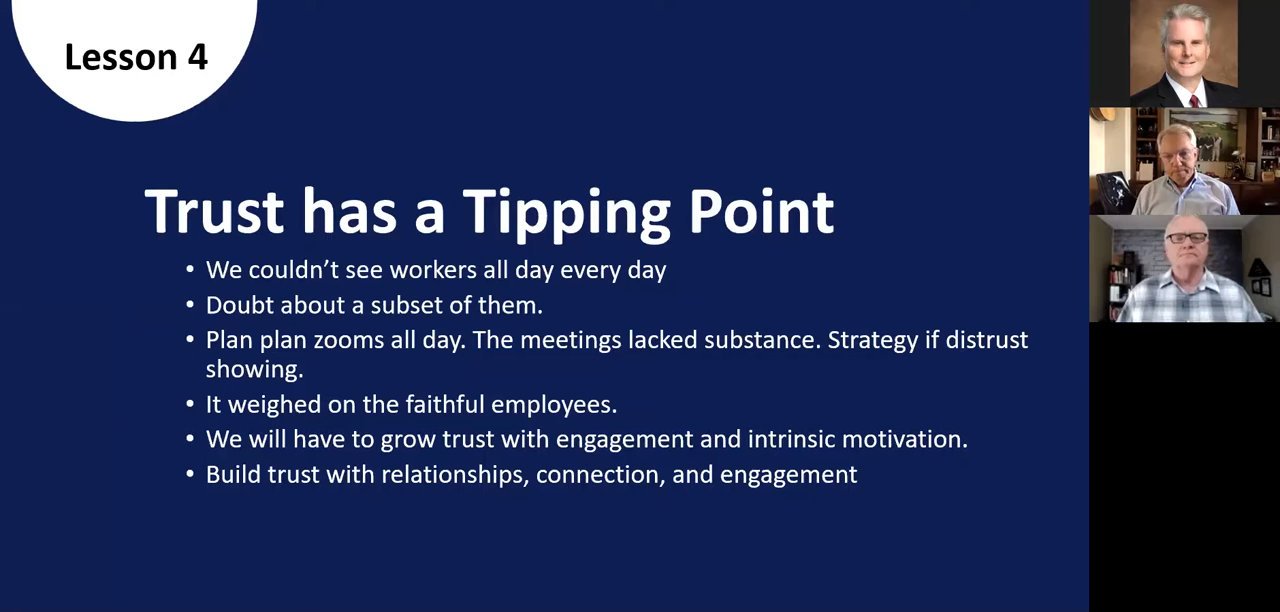 Lesson 4
Trust has a Tipping Point
• We couldn't see workers all day every day
• Doubt about a subset of them.
• Plan plan zooms all day. The meetings lacked substance. Strategy if distrust
showing.
• It weighed on the faithful employees.
• We will have to grow trust with engagement and intrinsic motivation.
• Build trust with relationships, connection, and engagement